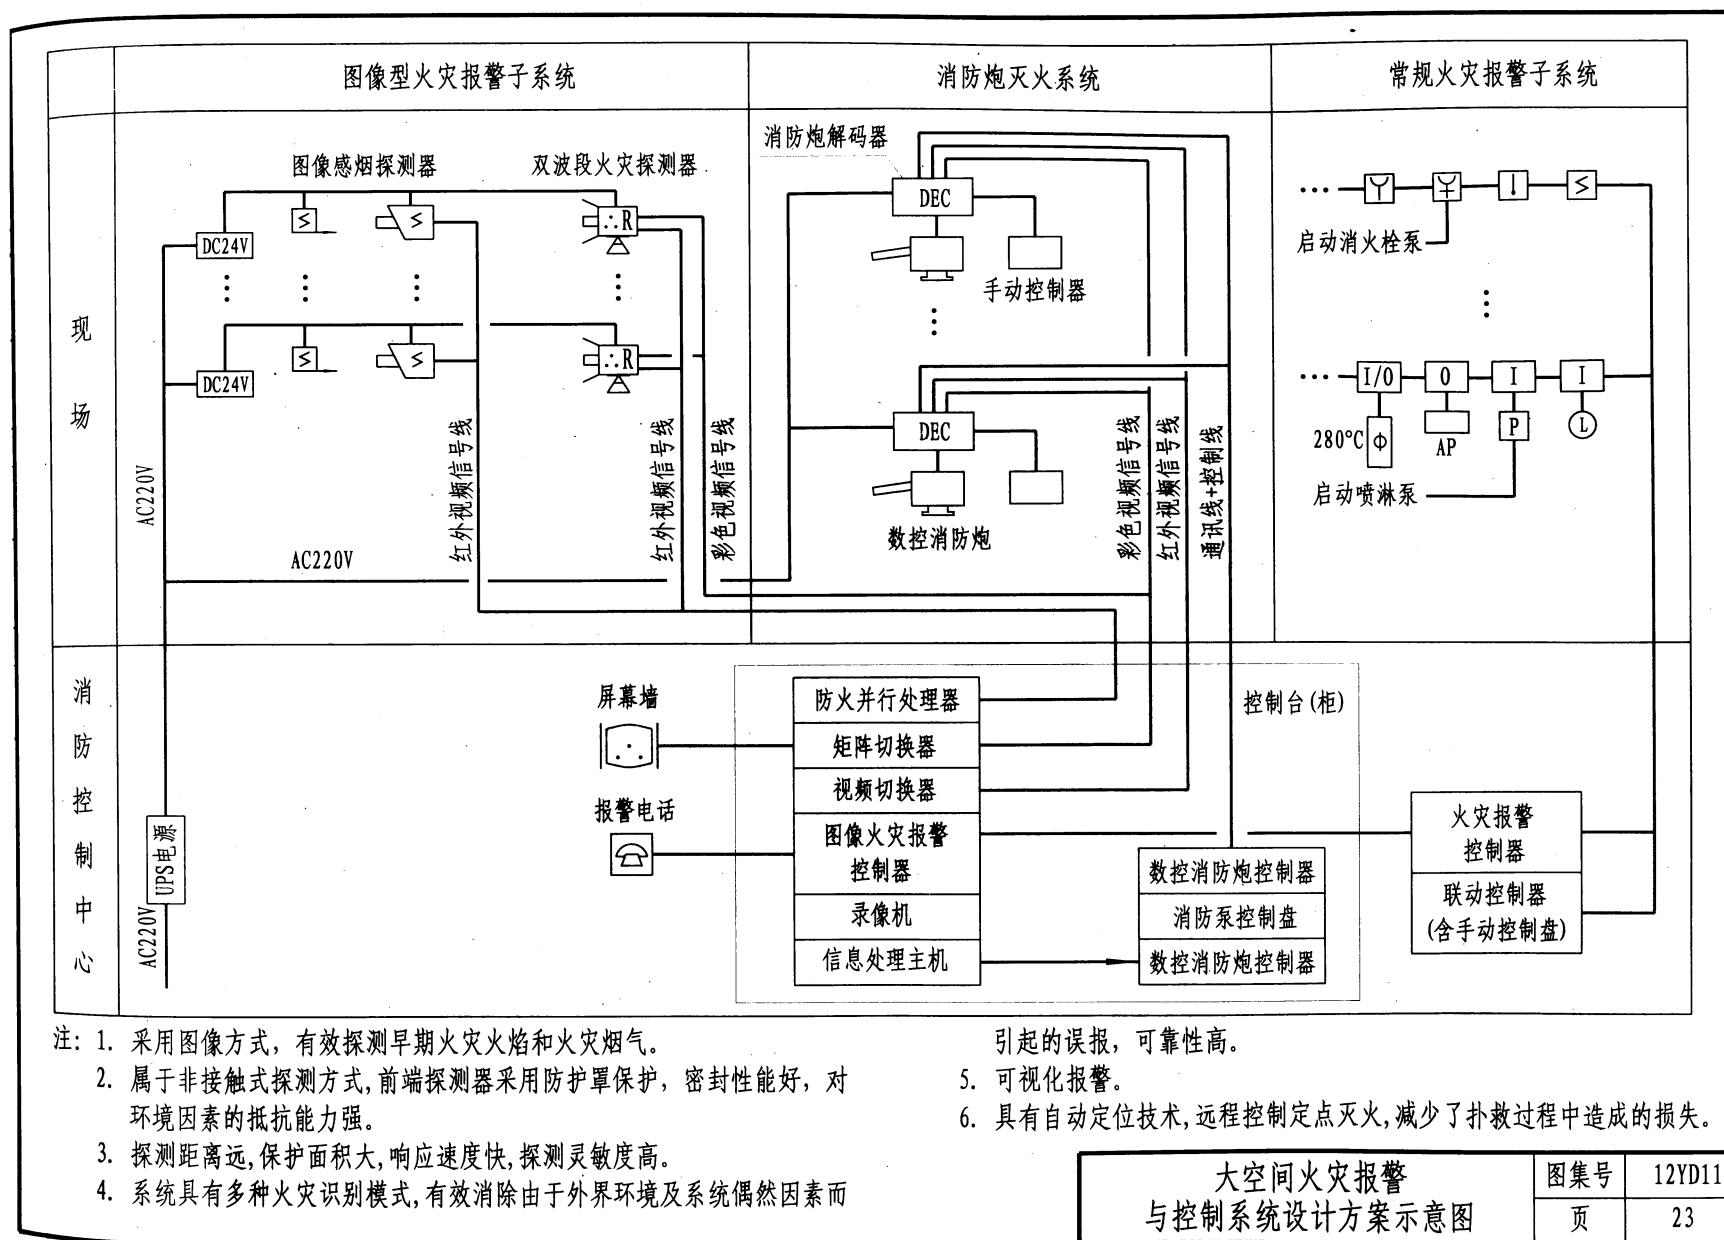 图像型火灾报警子系统
消防炮灭火系统
常规火灾报警子系统
现场
消防炮解码器
图像感烟探测器
双波段火灾探测器
DEC
R
DC24V
启动消火栓泵
手动控制器
R
DC24V
I/O
O
I
I
DEC
280°C
Φ
AP
P
L
启动喷淋泵
数控消防炮
AC220V
红外视频信号线
红外视频信号线
彩色视频信号线
彩色视频信号线
红外视频信号线
通讯线+控制线
AC220V
消防控制中心
屏幕墙
防火并行处理器
控制台(柜)
矩阵切换器
视频切换器
报警电话
图像火灾报警
控制器
录像机
信息处理主机
数控消防炮控制器
消防泵控制盘
数控消防炮控制器
火灾报警
控制器
联动控制器
(含手动控制盘)
UPS电源
AC220V
注: 1. 采用图像方式，有效探测早期火灾火焰和火灾烟气。
2. 属于非接触式探测方式,前端探测器采用防护罩保护，密封性能好，对
环境因素的抵抗能力强。
3. 探测距离远,保护面积大,响应速度快,探测灵敏度高。
4. 系统具有多种火灾识别模式,有效消除由于外界环境及系统偶然因素而
引起的误报，可靠性高。
5. 可视化报警。
6. 具有自动定位技术,远程控制定点灭火,减少了扑救过程中造成的损失。
大空间火灾报警
与控制系统设计方案示意图
图集号
12YD11
页
23